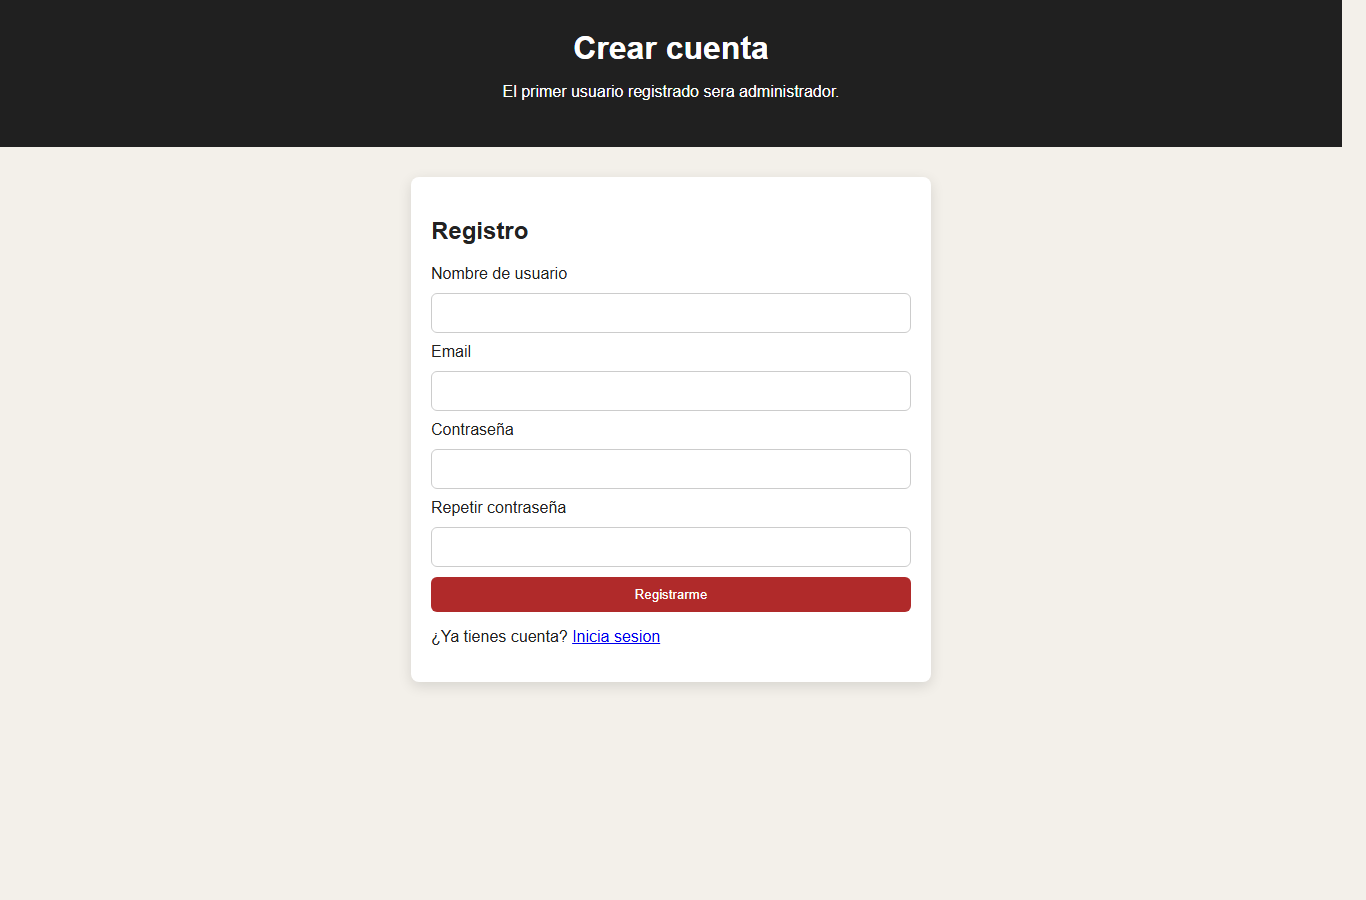 Crear cuenta
El primer usuario registrado sera administrador.
Registro
Nombre de usuario
Email
Contraseña
Repetir contraseña
Registrarme
¿Ya tienes cuenta? Inicia sesion